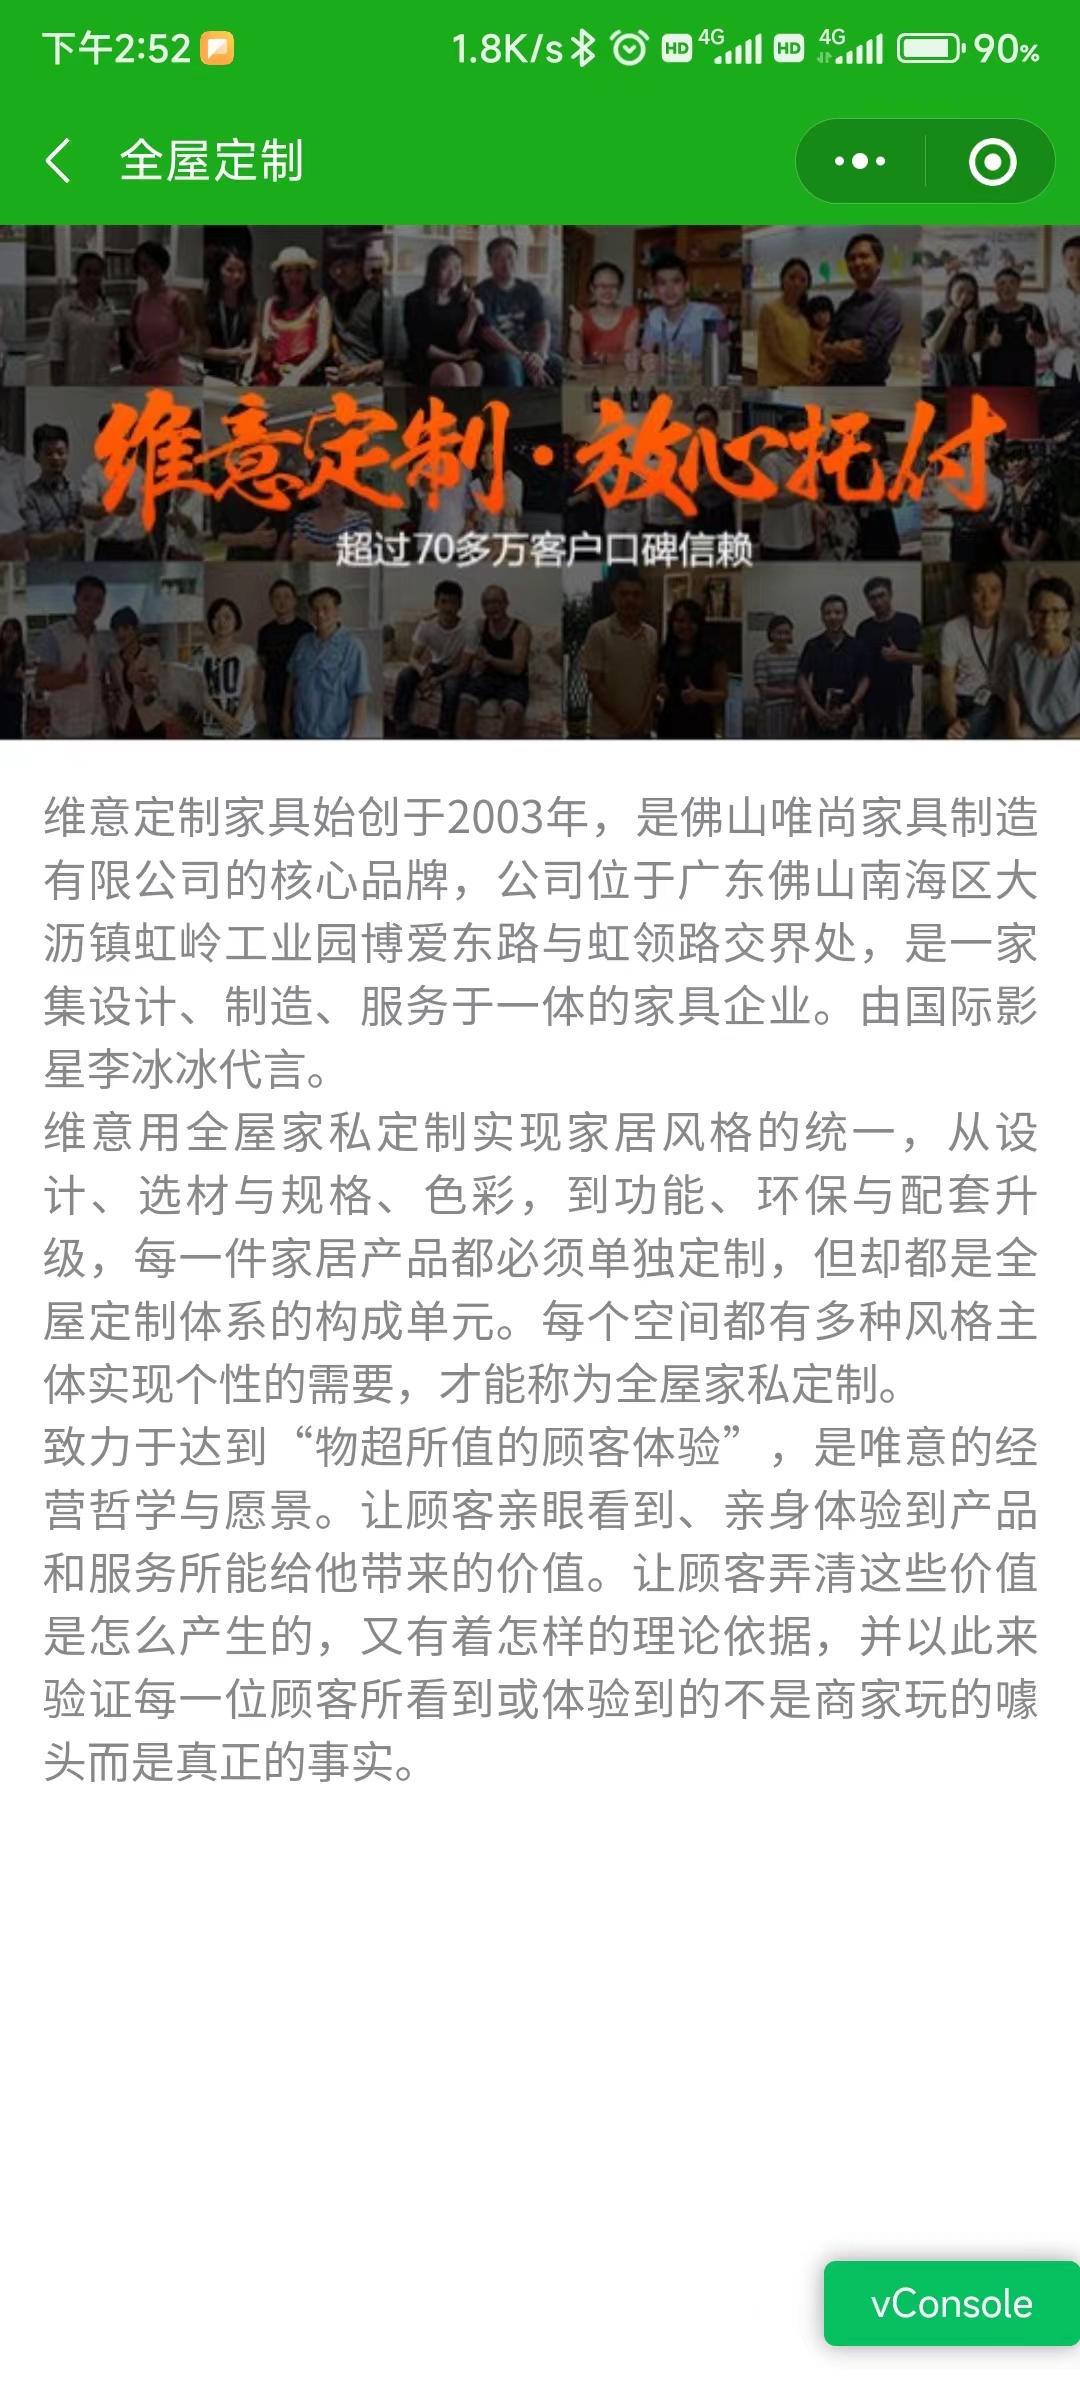 下午2:52 1.8K/s HD 4G HD 4G 90%
全屋定制
维意定制·放心托付
超过70多万客户口碑信赖
维意定制家具始创于2003年，是佛山唯尚家具制造
有限公司的核心品牌，公司位于广东佛山南海区大
沥镇虹岭工业园博爱东路与虹领路交界处，是一家
集设计、制造、服务于一体的家具企业。由国际影
星李冰冰代言。
维意用全屋家私定制实现家居风格的统一，从设
计、选材与规格、色彩，到功能、环保与配套升
级，每一件家居产品都必须单独定制，但却都是全
屋定制体系的构成单元。每个空间都有多种风格主
体实现个性的需要，才能称为全屋家私定制。
致力于达到“物超所值的顾客体验”，是唯意的经
营哲学与愿景。让顾客亲眼看到、亲身体验到产品
和服务所能给他带来的价值。让顾客弄清这些价值
是怎么产生的，又有着怎样的理论依据，并以此来
验证每一位顾客所看到或体验到的不是商家玩的噱
头而是真正的事实。
vConsole